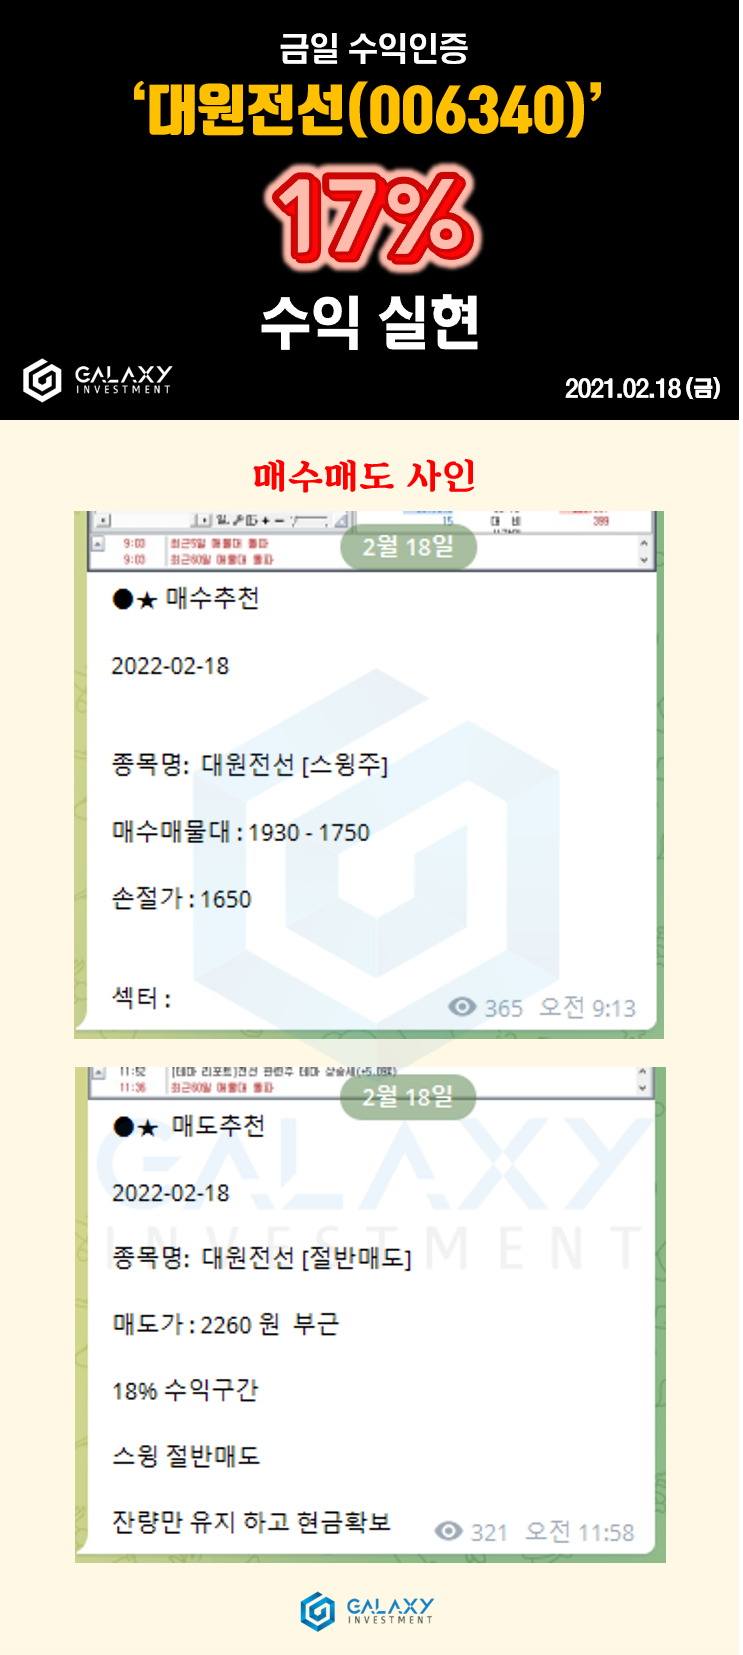 금일 수익인증
‘대원전선(006340)’
17%
수익 실현
GALAXY
INVESTMENT
2021.02.18 (금)
매수매도 사인
15 대 비 399
2월 18일
9:03 최근5일 매물대 돌파
9:03 최근60일 매물대 돌파
●★ 매수추천
2022-02-18
종목명: 대원전선 [스윙주]
매수매물대 : 1930 - 1750
손절가 : 1650
섹터 :
365 오전 9:13
11:52 [테마 리포트]전선 관련주 테마 상승세(+5.09%)
11:36 최근60일 매물대 돌파
2월 18일
●★ 매도추천
GALAXY
INVESTMENT
2022-02-18
종목명: 대원전선 [절반매도]
매도가 : 2260 원 부근
18% 수익구간
스윙 절반매도
잔량만 유지 하고 현금확보
321 오전 11:58
GALAXY
INVESTMENT